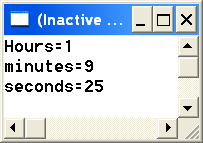 (Inactive ...
Hours=1
minutes=9
seconds=25